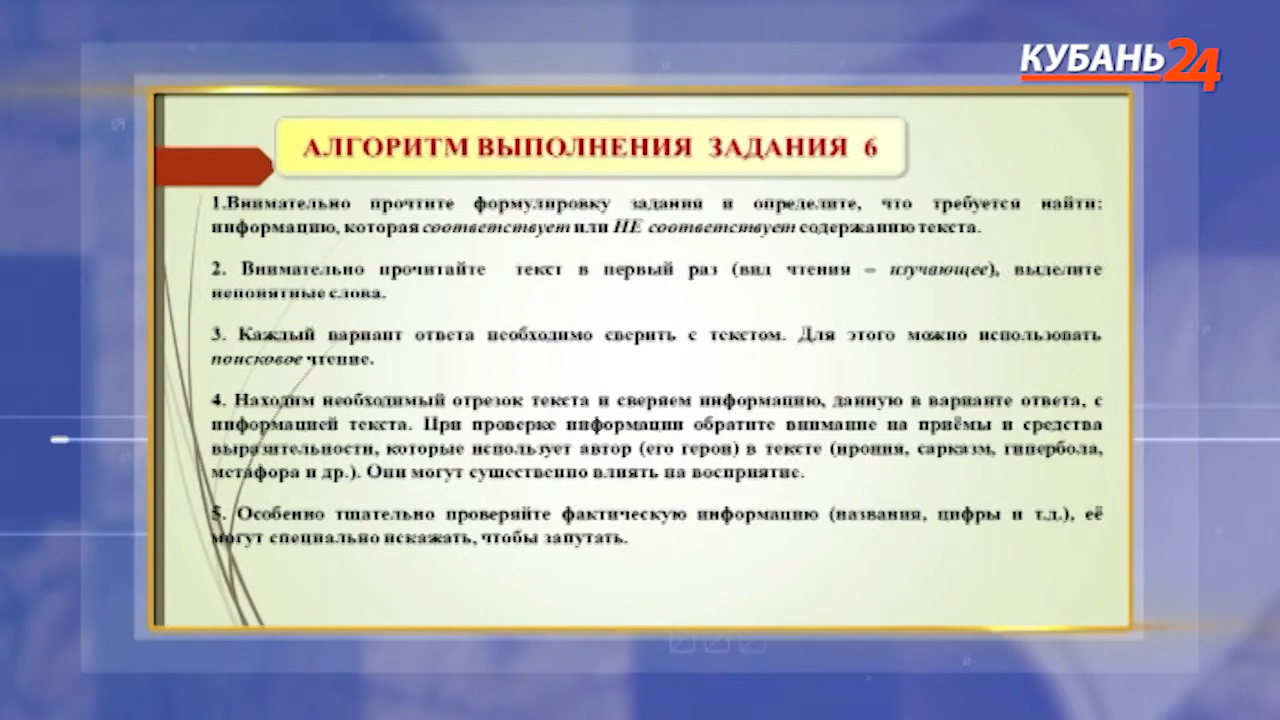 КУБАНЬ 24
АЛГОРИТМ ВЫПОЛНЕНИЯ ЗАДАНИЯ 6
1.Внимательно прочтите формулировку задания и определите, что требуется найти:
информацию, которая соответствует или НЕ соответствует содержанию текста.
2. Внимательно прочитайте текст в первый раз (вид чтения – изучающее), выделите
непонятные слова.
3. Каждый вариант ответа необходимо сверить с текстом. Для этого можно использовать
поисковое чтение.
4. Находим необходимый отрезок текста и сверяем информацию, данную в варианте ответа, с
информацией текста. При проверке информации обратите внимание на приёмы и средства
выразительности, которые использует автор (его герои) в тексте (ирония, сарказм, гипербола,
метафора и др.). Они могут существенно влиять на восприятие.
5. Особенно тщательно проверяйте фактическую информацию (названия, цифры и т.д.), её
могут специально искажать, чтобы запутать.